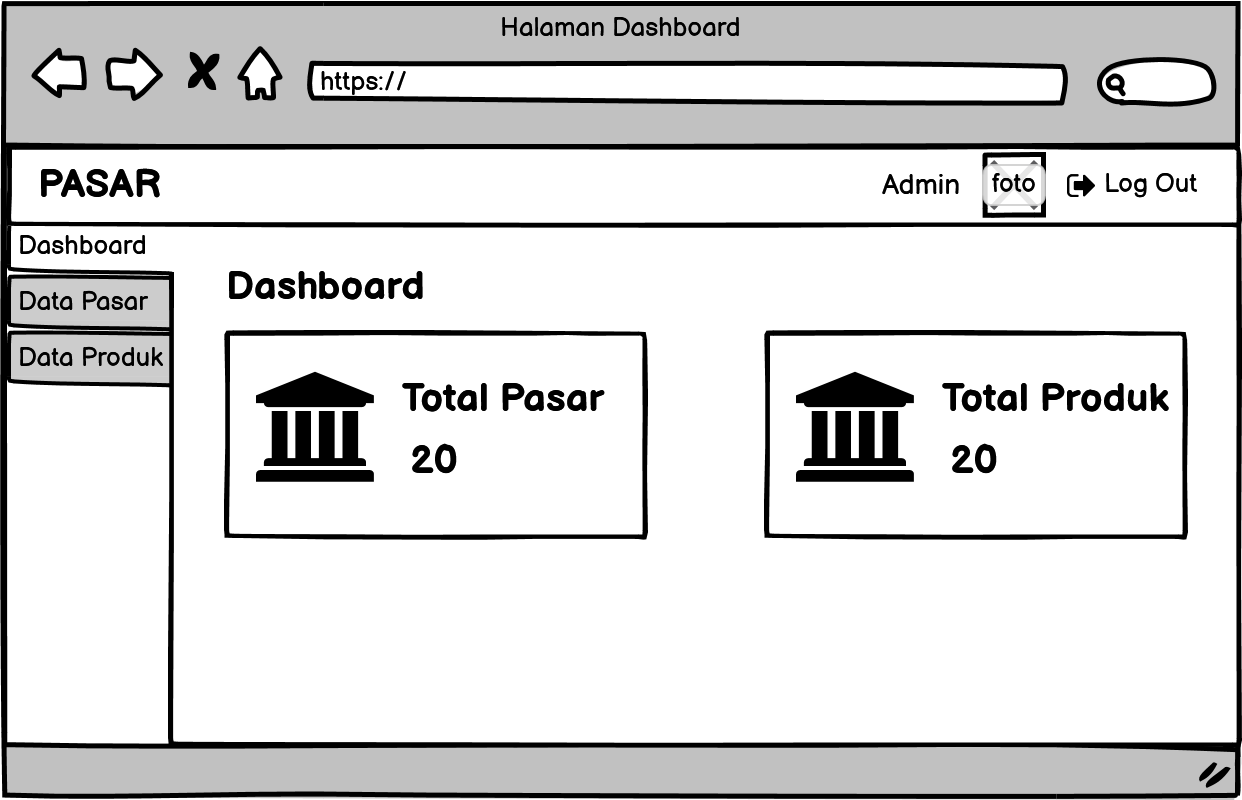 Halaman Dashboard
https://
PASAR
Admin
foto
Log Out
Dashboard
Data Pasar
Data Produk
Dashboard
Total Pasar
20
Total Produk
20